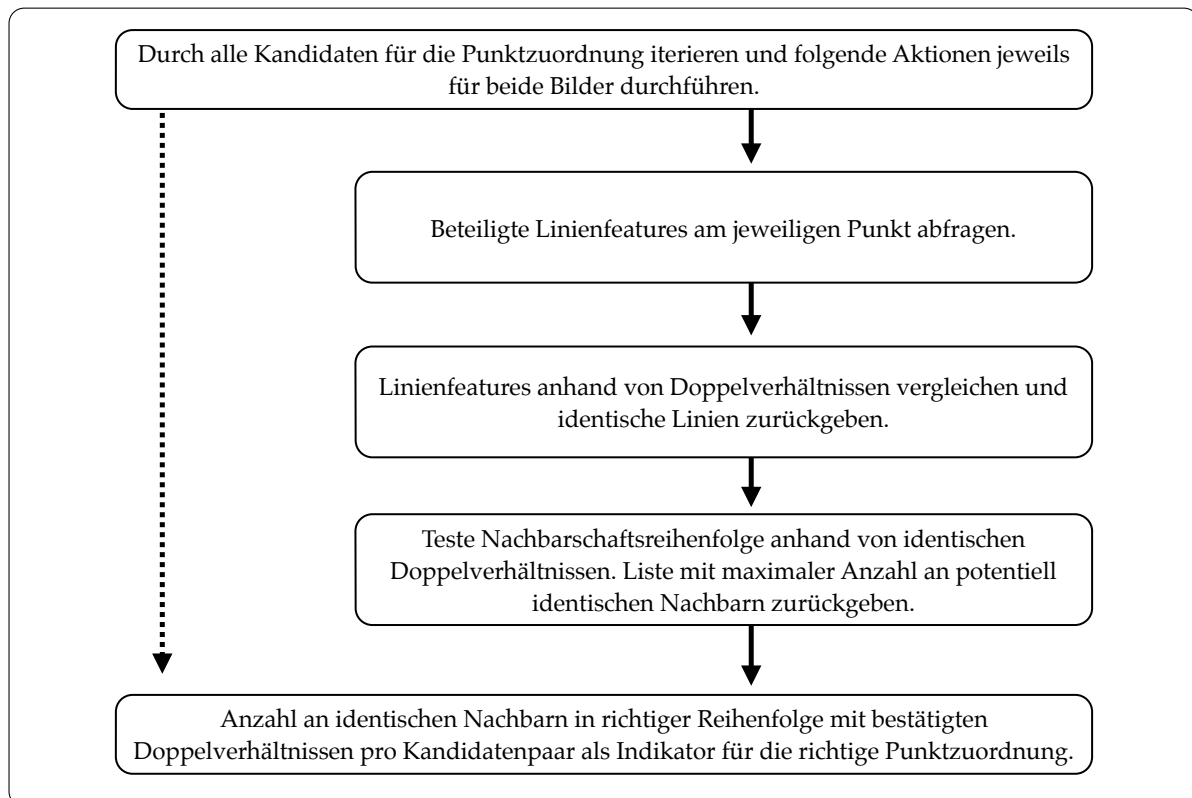 Durch alle Kandidaten für die Punktzuordnung iterieren und folgende Aktionen jeweils
für beide Bilder durchführen.
Beteiligte Linienfeatures am jeweiligen Punkt abfragen.
Linienfeatures anhand von Doppelverhältnissen vergleichen und
identische Linien zurückgeben.
Teste Nachbarschaftsreihenfolge anhand von identischen
Doppelverhältnissen. Liste mit maximaler Anzahl an potentiell
identischen Nachbarn zurückgeben.
Anzahl an identischen Nachbarn in richtiger Reihenfolge mit bestätigten
Doppelverhältnissen pro Kandidatenpaar als Indikator für die richtige Punktzuordnung.